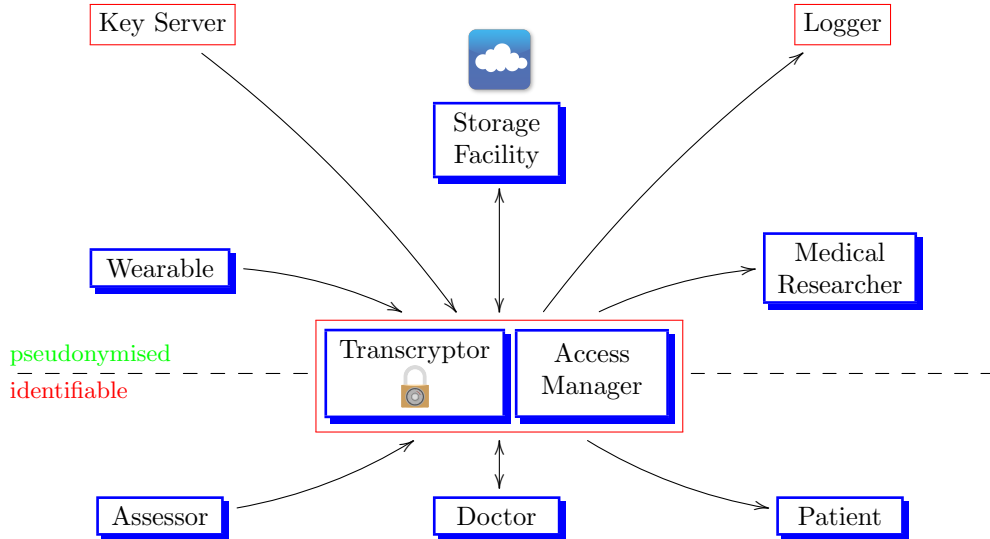 Key Server
Logger
Storage
Facility
Wearable
Medical
Researcher
Transcryptor
Access
Manager
pseudonymised
identifiable
Assessor
Doctor
Patient